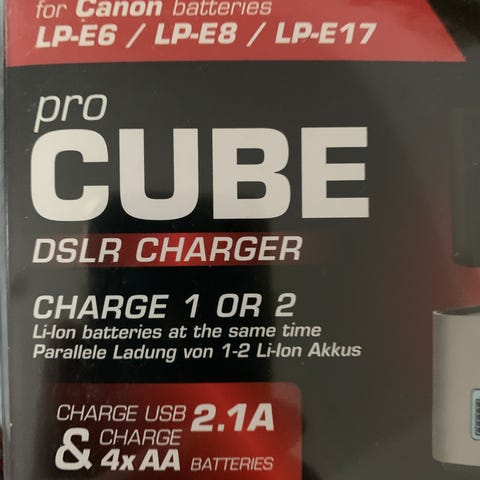 for Canon batteries
LP-E6 / LP-E8 / LP-E17
pro
CUBE
DSLR CHARGER
CHARGE 1 OR 2
Li-Ion batteries at the same time
Parallele Ladung von 1-2 Li-Ion Akkus
CHARGE USB 2.1A
& CHARGE
4xAA BATTERIES